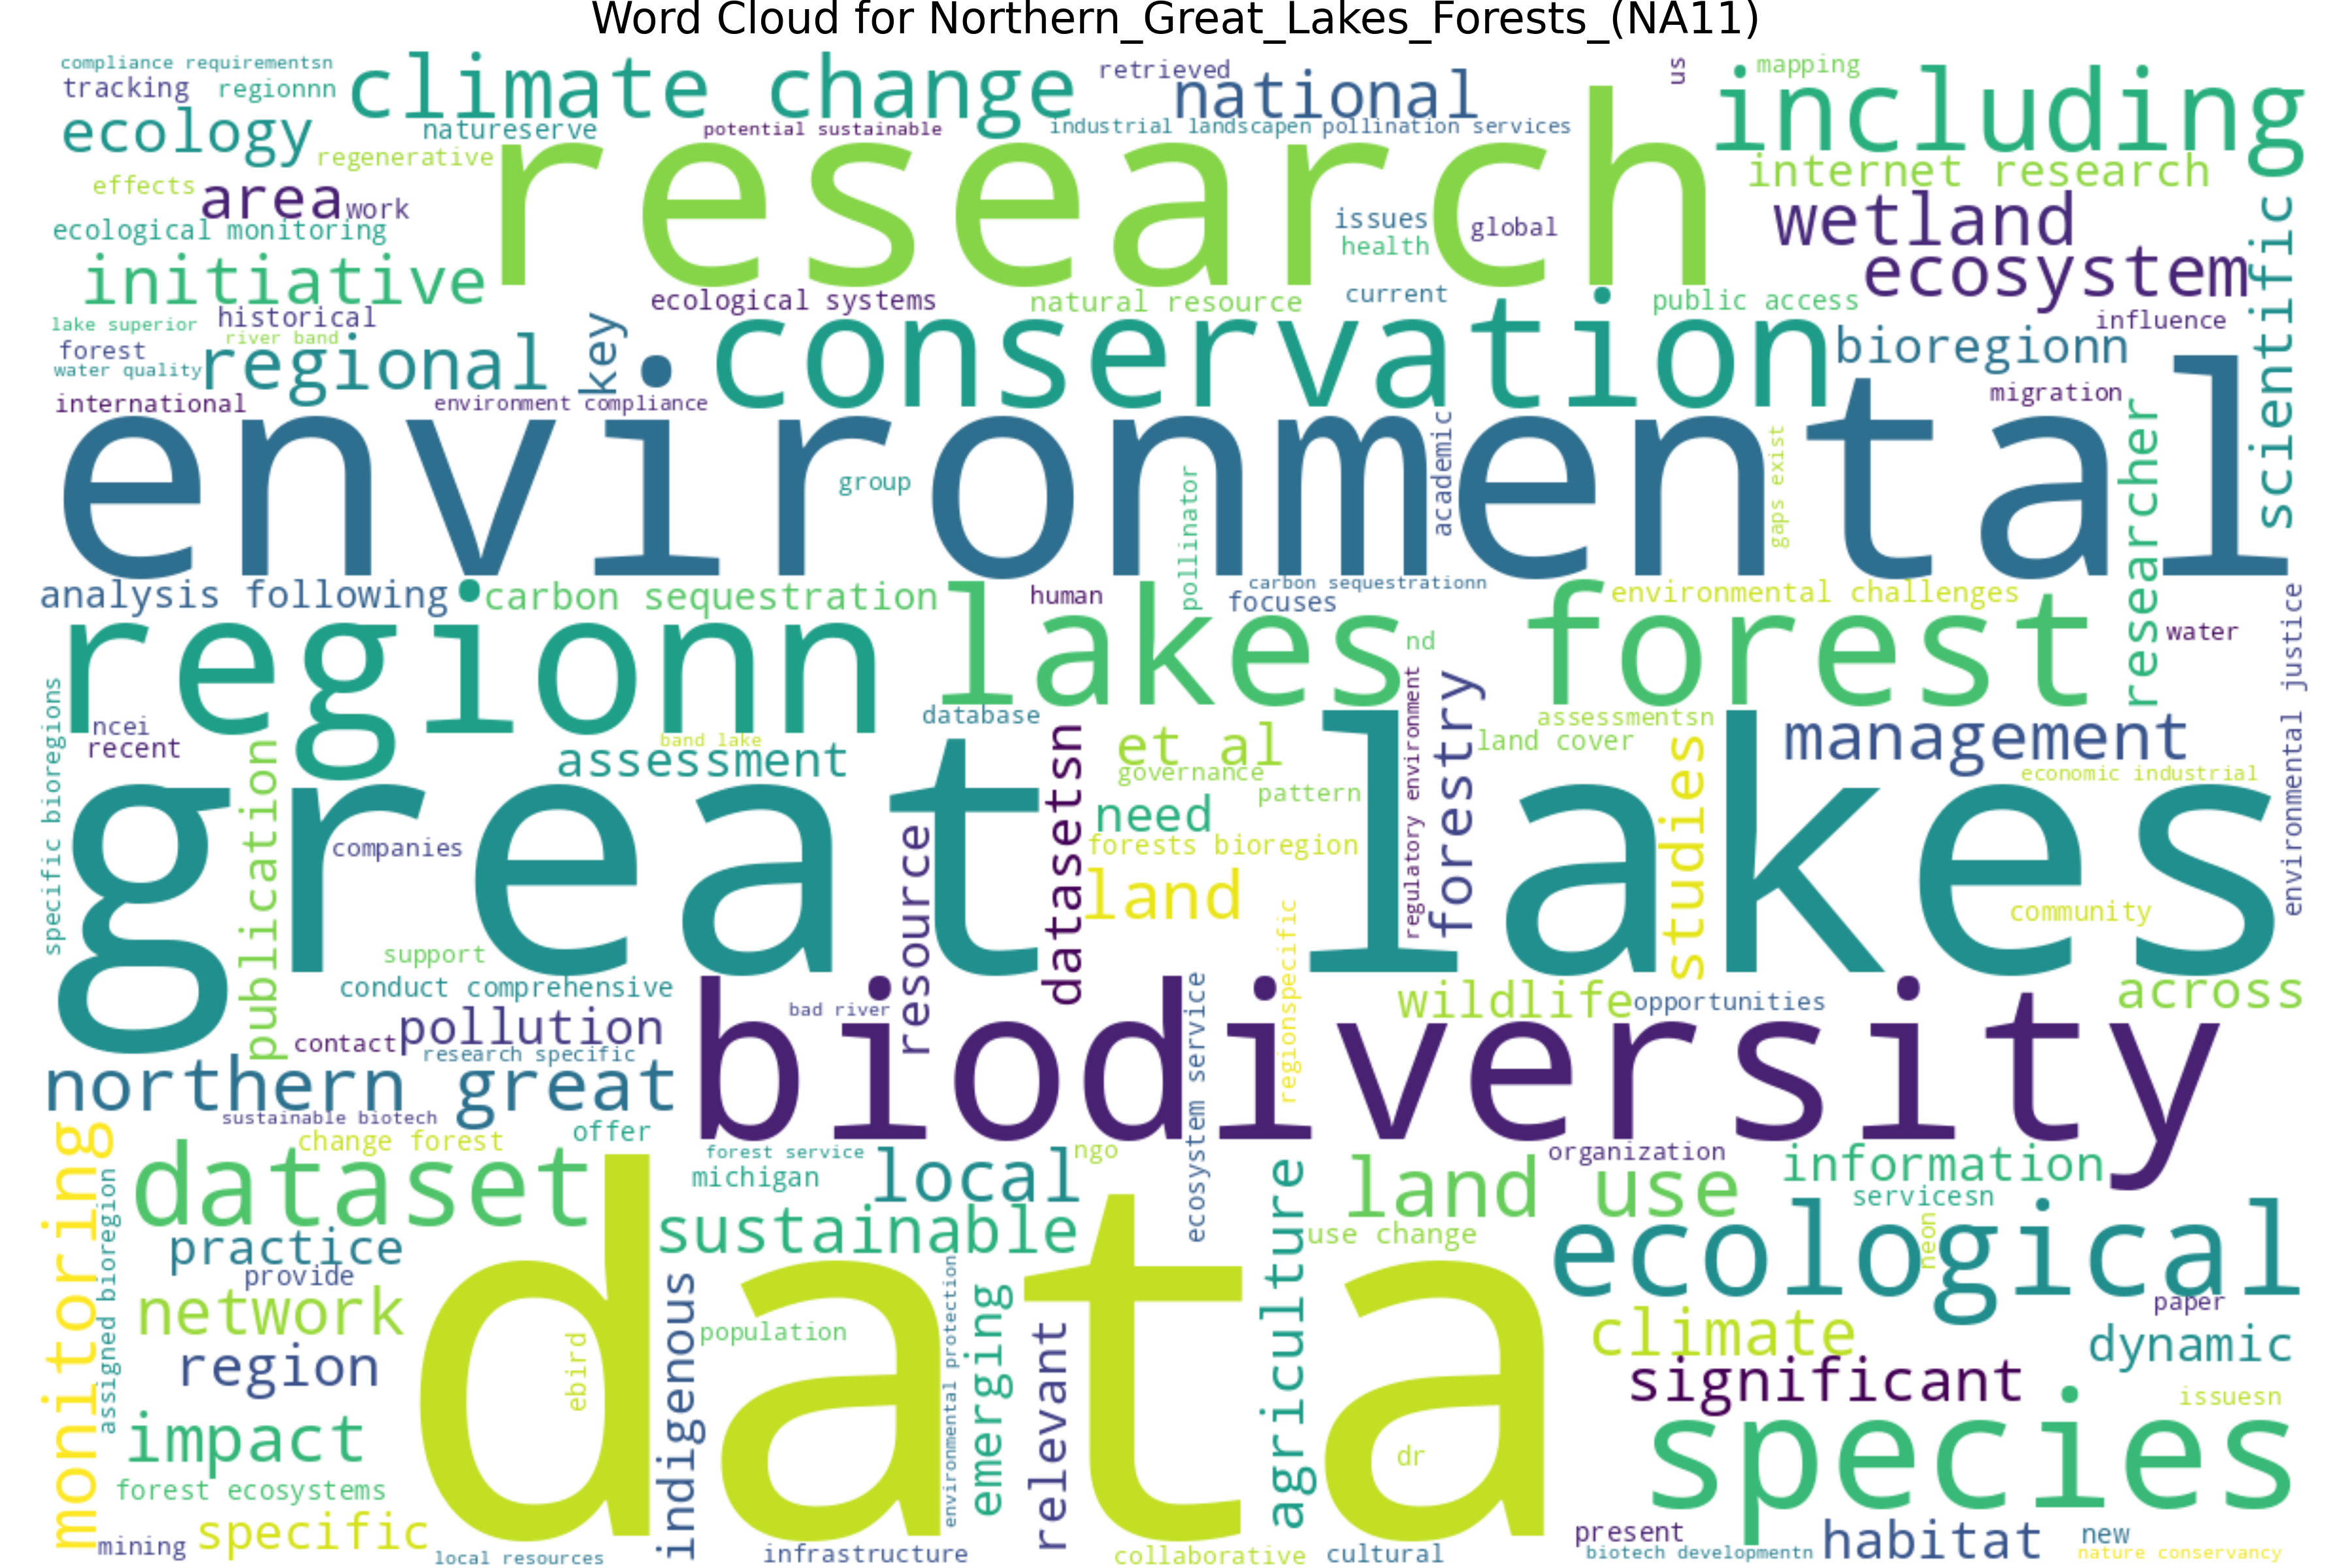 Word Cloud for Northern_Great_Lakes_Forests_(NA11)
compliance requirementsn
tracking
regionnn
climate change
retrieved
national
us
mapping
including
ecology
natureserve
potential sustainable
industrial landscapen
pollination services
regenerative
research
internet research
effects
area
work
issues
global
health
wetland
ecological monitoring
scientific
initiative
ecosystem
ecological systems
natural resource
current
public access
lake superior
historical
key
conservation
influence
river band
forest
regional
bioregionn
water quality
international
environment compliance
migration
environmental
academic
researcher
group
pollinator
gaps exist
analysis following
carbon sequestration
lakes
human
carbon sequestrationn
focuses
forest
environmental challenges
regionn
nd
water
environmental justice
specific bioregions
ncei
recent
database
datasetsn
et al
regulatory environment
forestry
assessmentsn
land cover
management
publication
band lake
assessment
governance
studies
economic industrial
great lakes
pattern
need
companies
resource
forests bioregion
land
regionspecific
community
support
conduct comprehensive
biodiversity
bad river
ecosystem service
wildlife
opportunities
across
contact
pollution
research specific
northern great
sustainable biotech
monitoring
change forest
offer
forest service
ngo
organization
information
dataset
assigned bioregion
michigan
local
agriculture
land use
servicesn
data
sustainable
use change
ecological
neon
practice
provide
network
indigenous
environmental protection
emerging
relevant
population
ebird
climate
paper
dynamic
region
significant
issuesn
impact
dr
species
forest ecosystems
mining
specific
local resources
infrastructure
collaborative
cultural
present
biotech developmentn
habitat
new
nature conservancy